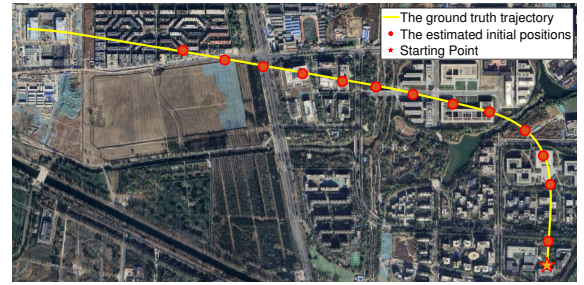 The ground truth trajectory
The estimated initial positions
Starting Point